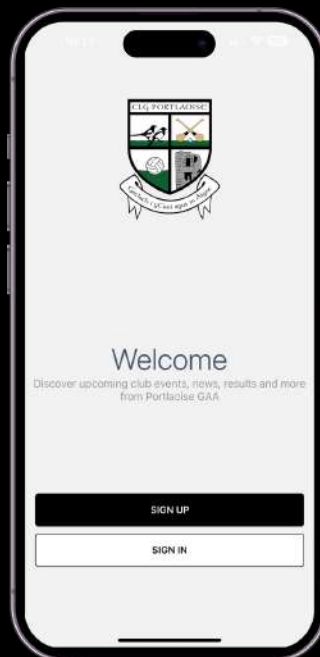 CLG PORTLAOISE
Welcome
Discover upcoming club events, news, results and more
from Portlaoise GAA
SIGN UP
SIGN IN